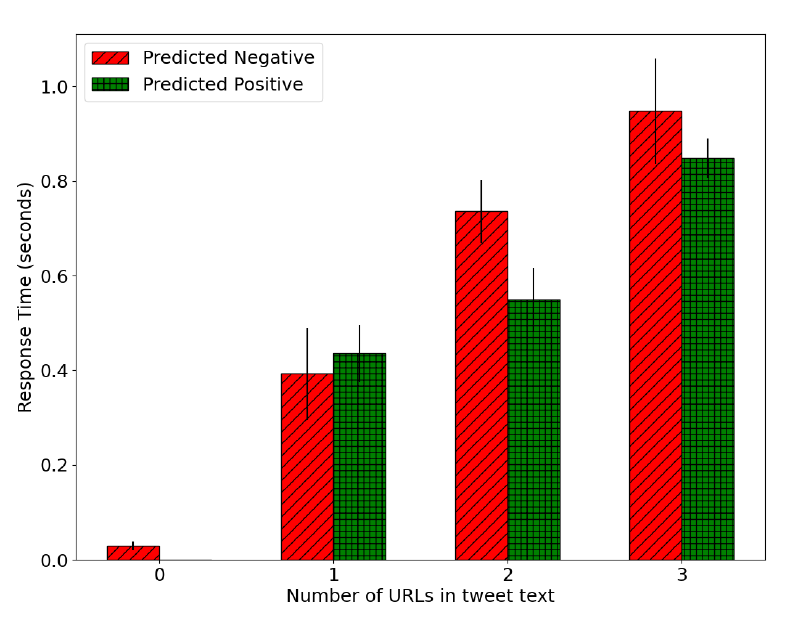 Predicted Negative
Predicted Positive
Response Time (seconds)
1.0
0.8
0.6
0.4
0.2
0.0
0 1 2 3
Number of URLs in tweet text